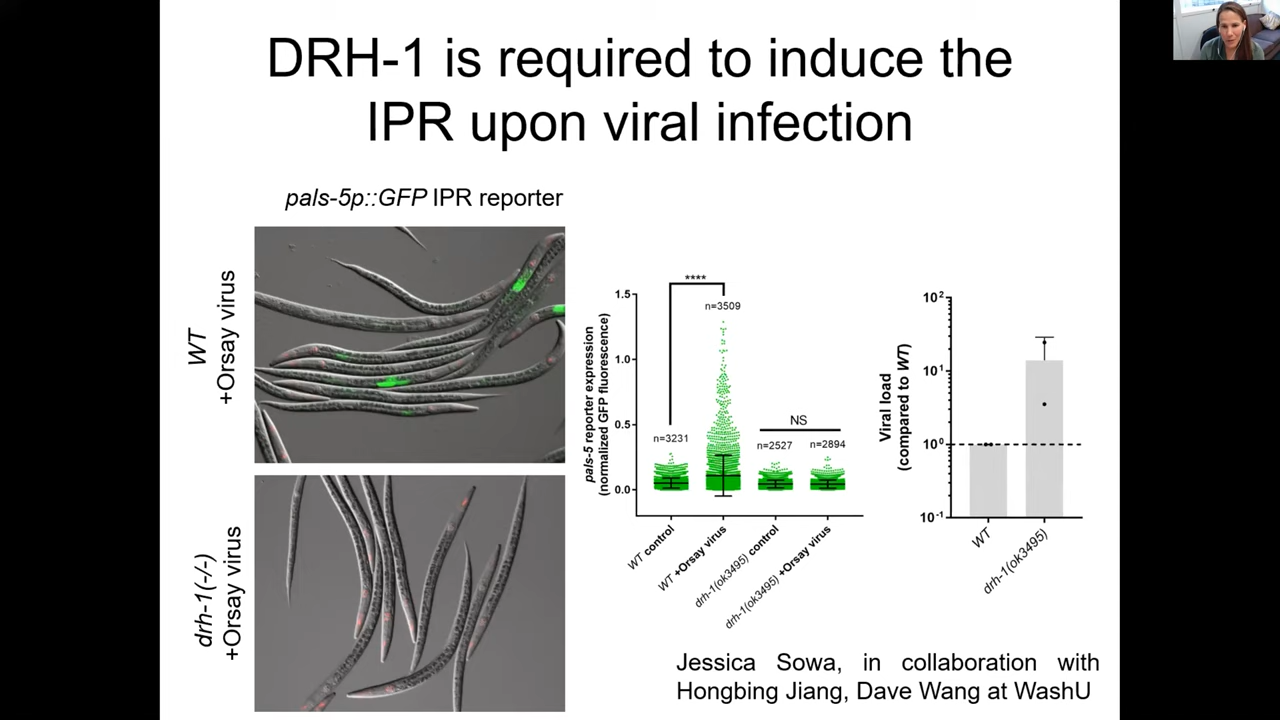 DRH-1 is required to induce the
IPR upon viral infection
pals-5p::GFP IPR reporter
WT
+Orsay virus
drh-1(-/-)
+Orsay virus
pals-5 reporter expression
(normalized GFP fluorescence)
1.5
1.0
0.5
0.0
****
n=3231
n=3509
NS
n=2527
n=2894
WT control
WT +Orsay virus
drh-1(ok3495) control
drh-1(ok3495) +Orsay virus
Viral load
(compared to WT)
10²
10¹
10⁰
10⁻¹
WT
drh-1(ok3495)
Jessica Sowa, in collaboration with
Hongbing Jiang, Dave Wang at WashU